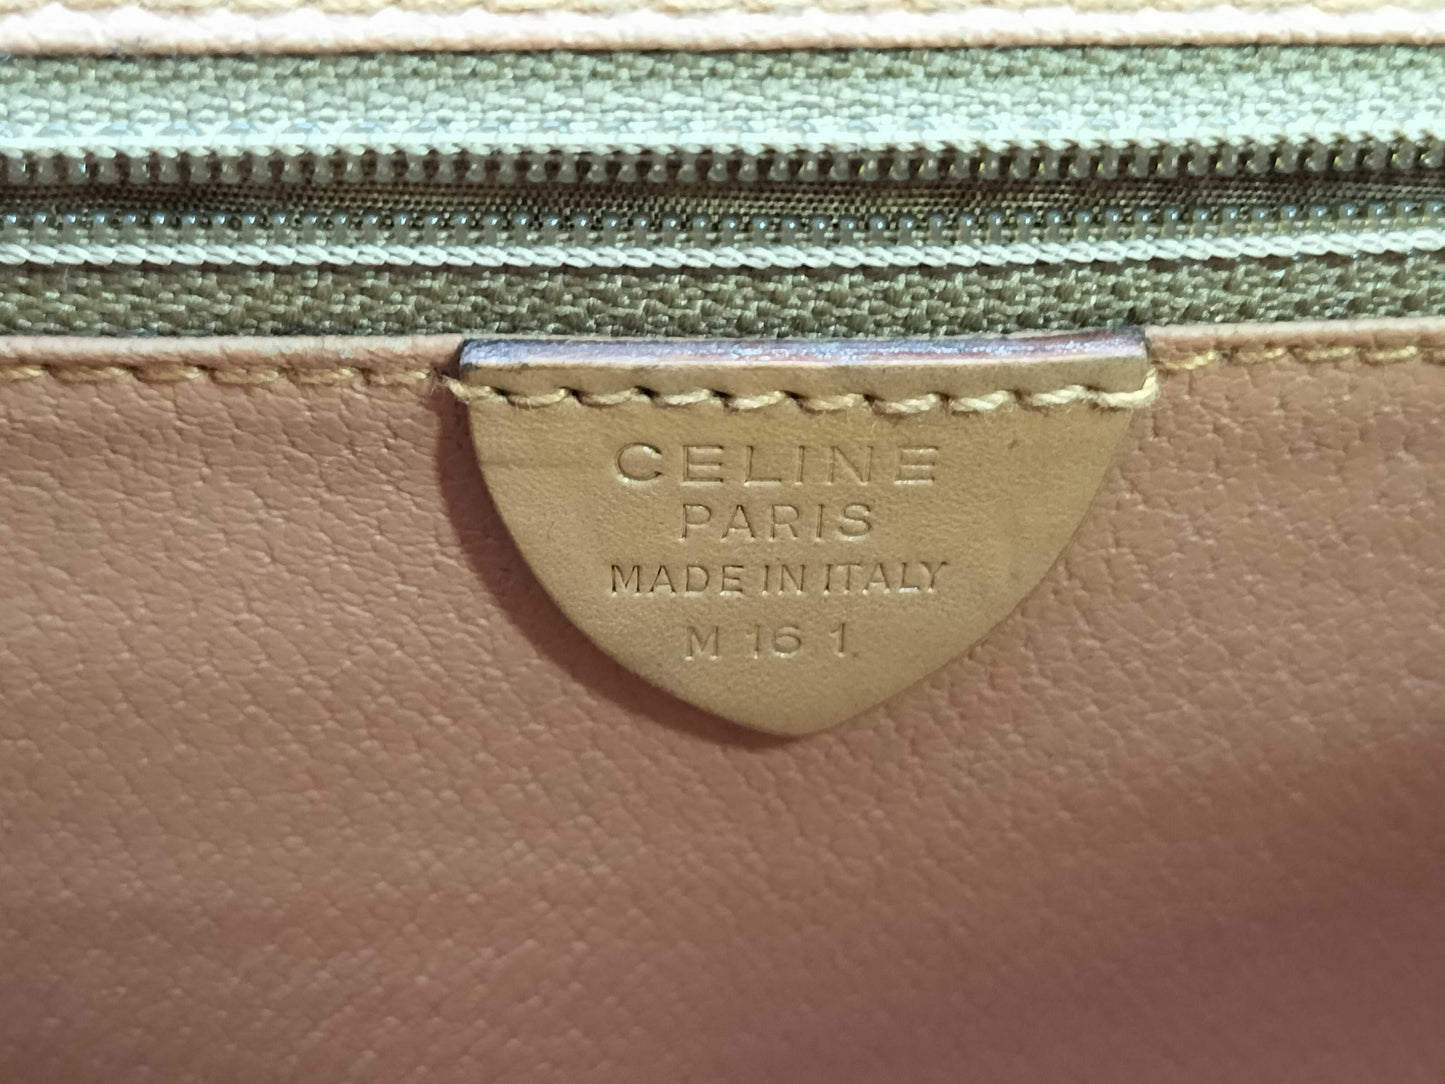 CELINE
PARIS
MADE IN ITALY
M 16 1